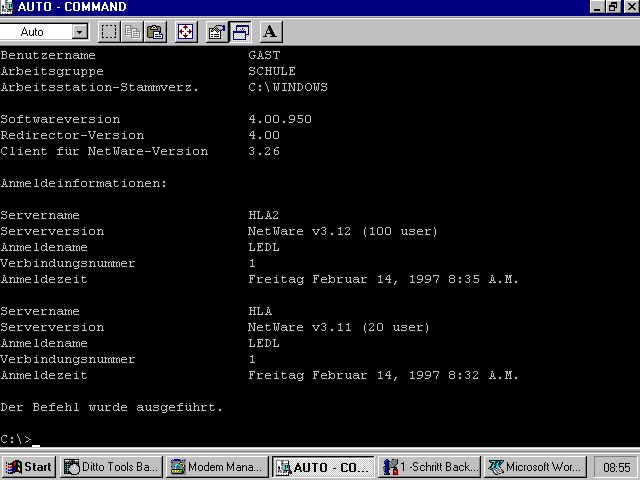 AUTO - COMMAND
Auto
A
Benutzername GAST
Arbeitsgruppe SCHULE
Arbeitsstation-Stammverz. C:\WINDOWS
Softwareversion 4.00.950
Redirector-Version 4.00
Client für NetWare-Version 3.26
Anmeldeinformationen:
Servername HLA2
Serverversion NetWare v3.12 (100 user)
Anmeldename LEDL
Verbindungsnummer 1
Anmeldezeit Freitag Februar 14, 1997 8:35 A.M.
Servername HLA
Serverversion NetWare v3.11 (20 user)
Anmeldename LEDL
Verbindungsnummer 1
Anmeldezeit Freitag Februar 14, 1997 8:32 A.M.
Der Befehl wurde ausgeführt.
C:\>_
Start Ditto Tools Ba... Modem Mana... AUTO - CO... 1 -Schritt Back... Microsoft Wor... 08:55